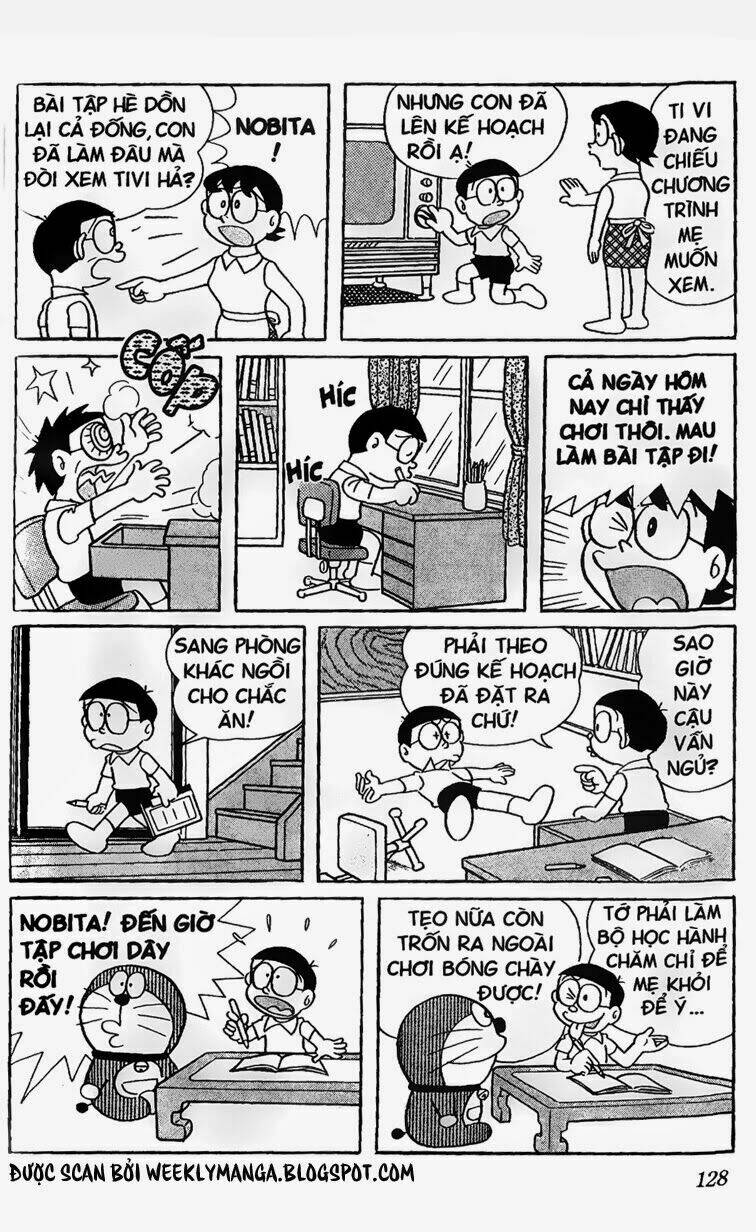 TI VI
ĐANG
CHIẾU
CHƯƠNG
TRÌNH
MẸ
MUỐN
XEM.
NHƯNG CON ĐÃ
LÊN KẾ HOẠCH
RỒI Ạ!
NOBITA
!
BÀI TẬP HÈ DỒN
LẠI CẢ ĐỐNG, CON
ĐÃ LÀM ĐÂU MÀ
ĐÒI XEM TIVI HẢ?
CẢ NGÀY HÔM
NAY CHỈ THẤY
CHƠI THÔI. MAU
LÀM BÀI TẬP ĐI!
HÍC
HÍC
CỐP
SAO
GIỜ
NÀY
CẬU
VẪN
NGỦ?
PHẢI THEO
ĐÚNG KẾ HOẠCH
ĐÃ ĐẶT RA
CHỨ!
SANG PHÒNG
KHÁC NGỒI
CHO CHẮC
ĂN!
TỚ PHẢI LÀM
BỘ HỌC HÀNH
CHĂM CHỈ ĐỂ
MẸ KHỎI
ĐỂ Ý...
TẸO NỮA CÒN
TRỐN RA NGOÀI
CHƠI BÓNG CHÀY
ĐƯỢC!
NOBITA! ĐẾN GIỜ
TẬP CHƠI DÂY
RỒI
ĐẤY!
ĐƯỢC SCAN BỞI WEEKLYMANGA.BLOGSPOT.COM
128